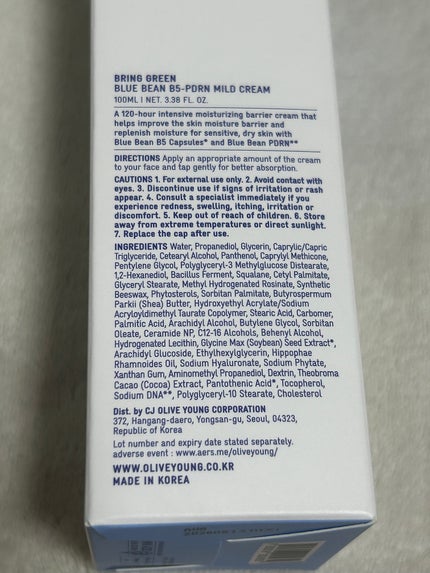 BRING GREEN
BLUE BEAN B5-PDRN MILD CREAM
100ML | NET. 3.38 FL. OZ.
A 120-hour intensive moisturizing barrier cream that
helps improve the skin moisture barrier and
replenish moisture for sensitive, dry skin with
Blue Bean B5 Capsules* and Blue Bean PDRN**
DIRECTIONS Apply an appropriate amount of the cream
to your face and tap gently for better absorption.
CAUTIONS 1. For external use only. 2. Avoid contact with
eyes. 3. Discontinue use if signs of irritation or rash
appear. 4. Consult a specialist immediately if you
experience redness, swelling, itching, irritation or
discomfort. 5. Keep out of reach of children. 6. Store
away from extreme temperatures or direct sunlight.
7. Replace the cap after use.
INGREDIENTS Water, Propanediol, Glycerin, Caprylic/Capric
Triglyceride, Cetearyl Alcohol, Panthenol, Caprylyl Methicone,
Pentylene Glycol, Polyglyceryl-3 Methylglucose Distearate,
1,2-Hexanediol, Bacillus Ferment, Squalane, Cetyl Palmitate,
Glyceryl Stearate, Methyl Hydrogenated Rosinate, Synthetic
Beeswax, Phytosterols, Sorbitan Palmitate, Butyrospermum
Parkii (Shea) Butter, Hydroxyethyl Acrylate/Sodium
Acryloyldimethyl Taurate Copolymer, Stearic Acid, Carbomer,
Palmitic Acid, Arachidyl Alcohol, Butylene Glycol, Sorbitan
Oleate, Ceramide NP, C12-16 Alcohols, Behenyl Alcohol,
Hydrogenated Lecithin, Glycine Max (Soybean) Seed Extract*,
Arachidyl Glucoside, Ethylhexylglycerin, Hippophae
Rhamnoides Oil, Sodium Hyaluronate, Sodium Phytate,
Xanthan Gum, Aminomethyl Propanediol, Dextrin, Theobroma
Cacao (Cocoa) Extract, Pantothenic Acid*, Tocopherol,
Sodium DNA**, Polyglyceryl-10 Stearate, Cholesterol
Dist. by CJ OLIVE YOUNG CORPORATION
372, Hangang-daero, Yongsan-gu, Seoul, 04323,
Republic of Korea
Lot number and expiry date stated separately.
adverse event : www.aers.me/oliveyoung/
WWW.OLIVEYOUNG.CO.KR
MADE IN KOREA